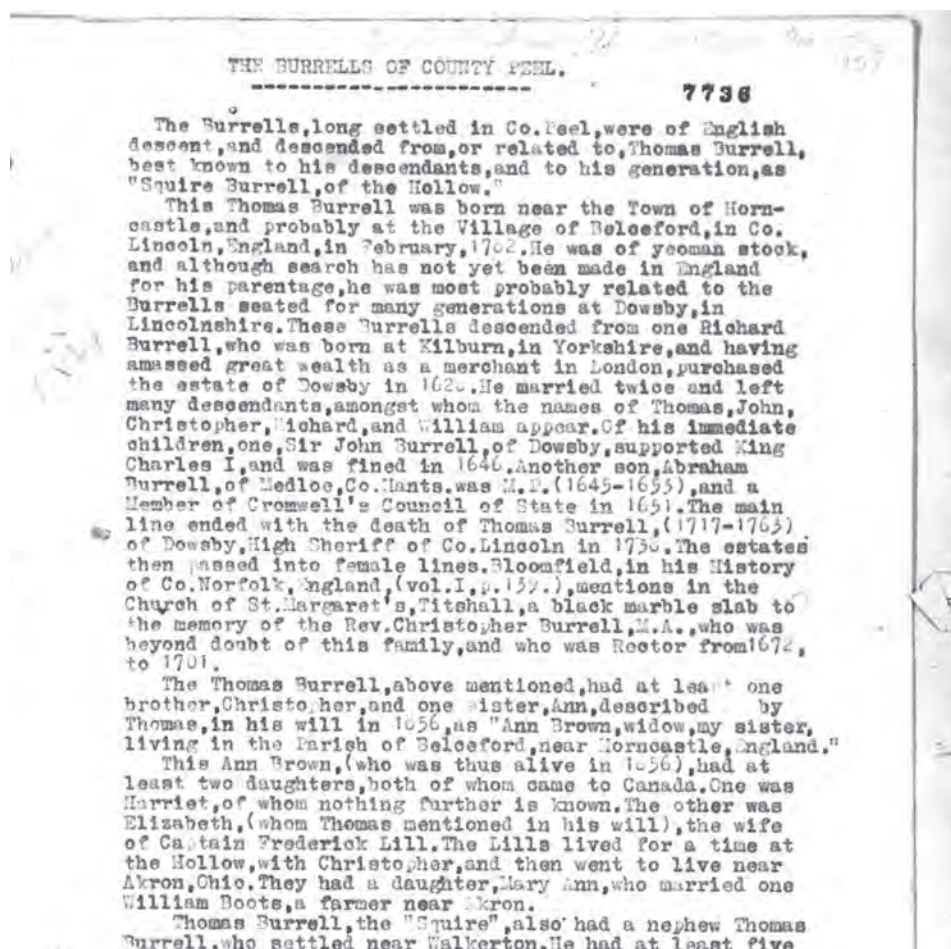 THE BURRELLS OF COUNTY PEEL.
7736
The Burrells,long settled in Co.Peel,were of English
descent,and descended from,or related to,Thomas Burrell,
best known to his descendants,and to his generation,as
"Squire Burrell,of the Hollow."
This Thomas Burrell was born near the Town of Horn-
castle,and probably at the Village of Belceford,in Co.
Lincoln,England,in February,.He was of yeoman stock,
and although search has not yet been made in England
for his parentage,he was most probably related to the
Burrells seated for many generations at Dowsby,in
Lincolnshire.These Burrells descended from one Richard
Burrell,who was born at Kilburn,in Yorkshire,and having
amassed great wealth as a merchant in London,purchased
the estate of Dowsby in .He married twice and left
many descendants,amongst whom the names of Thomas,John,
Christopher,Richard,and William appear.Of his immediate
children,one,Sir John Burrell,of Dowsby,supported King
Charles I,and was fined in 1646.Another son,Abraham
Burrell,of Medloe,Co.Hants.was M.P.(1645-1655),and a
Member of Cromwell's Council of State in 1651.The main
line ended with the death of Thomas Burrell,(1717-1765)
of Dowsby,High Sheriff of Co.Lincoln in .The estates
then passed into female lines.Bloomfield,in his History
of Co.Norfolk,England,(vol.I,p.),mentions in the
Church of St.Margaret's,Titshall,a black marble slab to
the memory of the Rev.Christopher Burrell,M.A.,who was
beyond doubt of this family,and who was Rector from1672,
to 1701.
The Thomas Burrell,above mentioned,had at least one
brother,Christopher,and one sister,Ann,described by
Thomas,in his will in 1856,as "Ann Brown,widow,my sister,
living in the Parish of Belceford,near Horncastle,England."
This Ann Brown,(who was thus alive in 1856),had at
least two daughters,both of whom came to Canada.One was
Harriet,of whom nothing further is known.The other was
Elizabeth,(whom Thomas mentioned in his will),the wife
of Captain Frederick Lill.The Lills lived for a time at
the Hollow,with Christopher,and then went to live near
Akron,Ohio.They had a daughter,Mary Ann,who married one
William Boots,a farmer near Akron.
Thomas Burrell,the "Squire",also had a nephew Thomas
Burrell,who settled near Walkerton.He had at least five